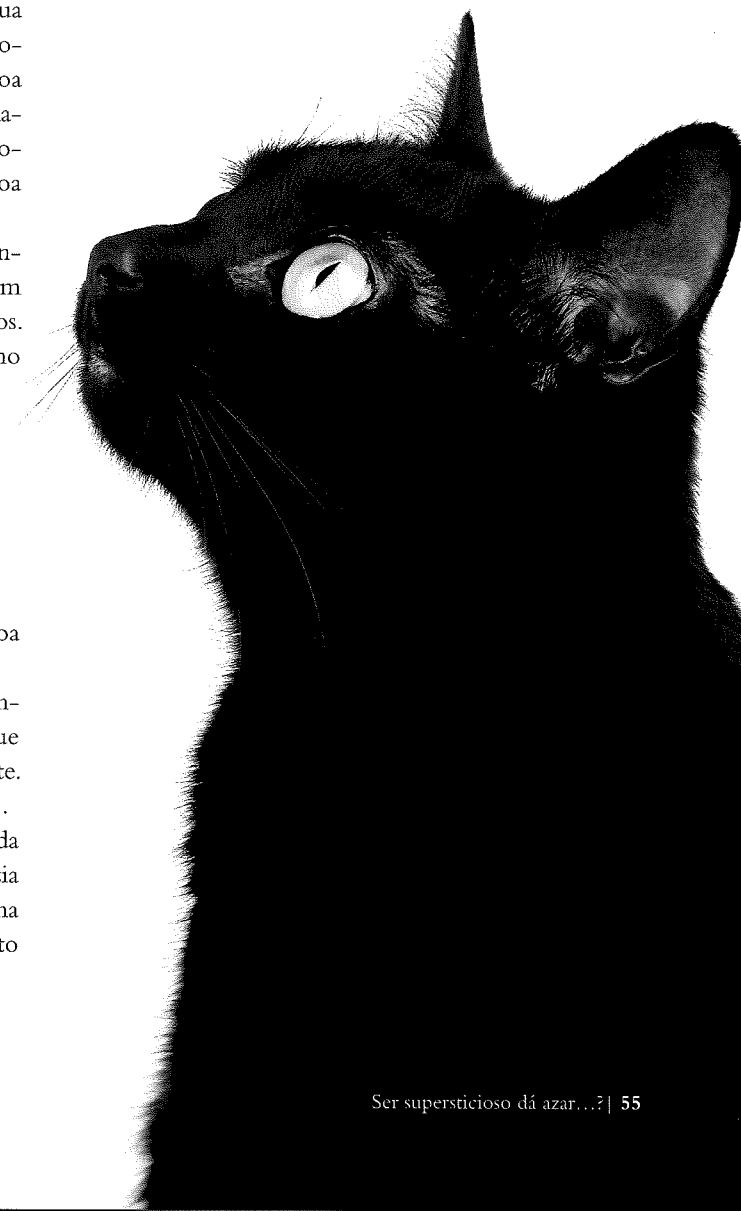 ua
o-
oa
a-
o-
oa
n-
m
os.
no
oa
n-
ue
te.
.
da
ia
na
to
Ser supersticioso dá azar...?| 55